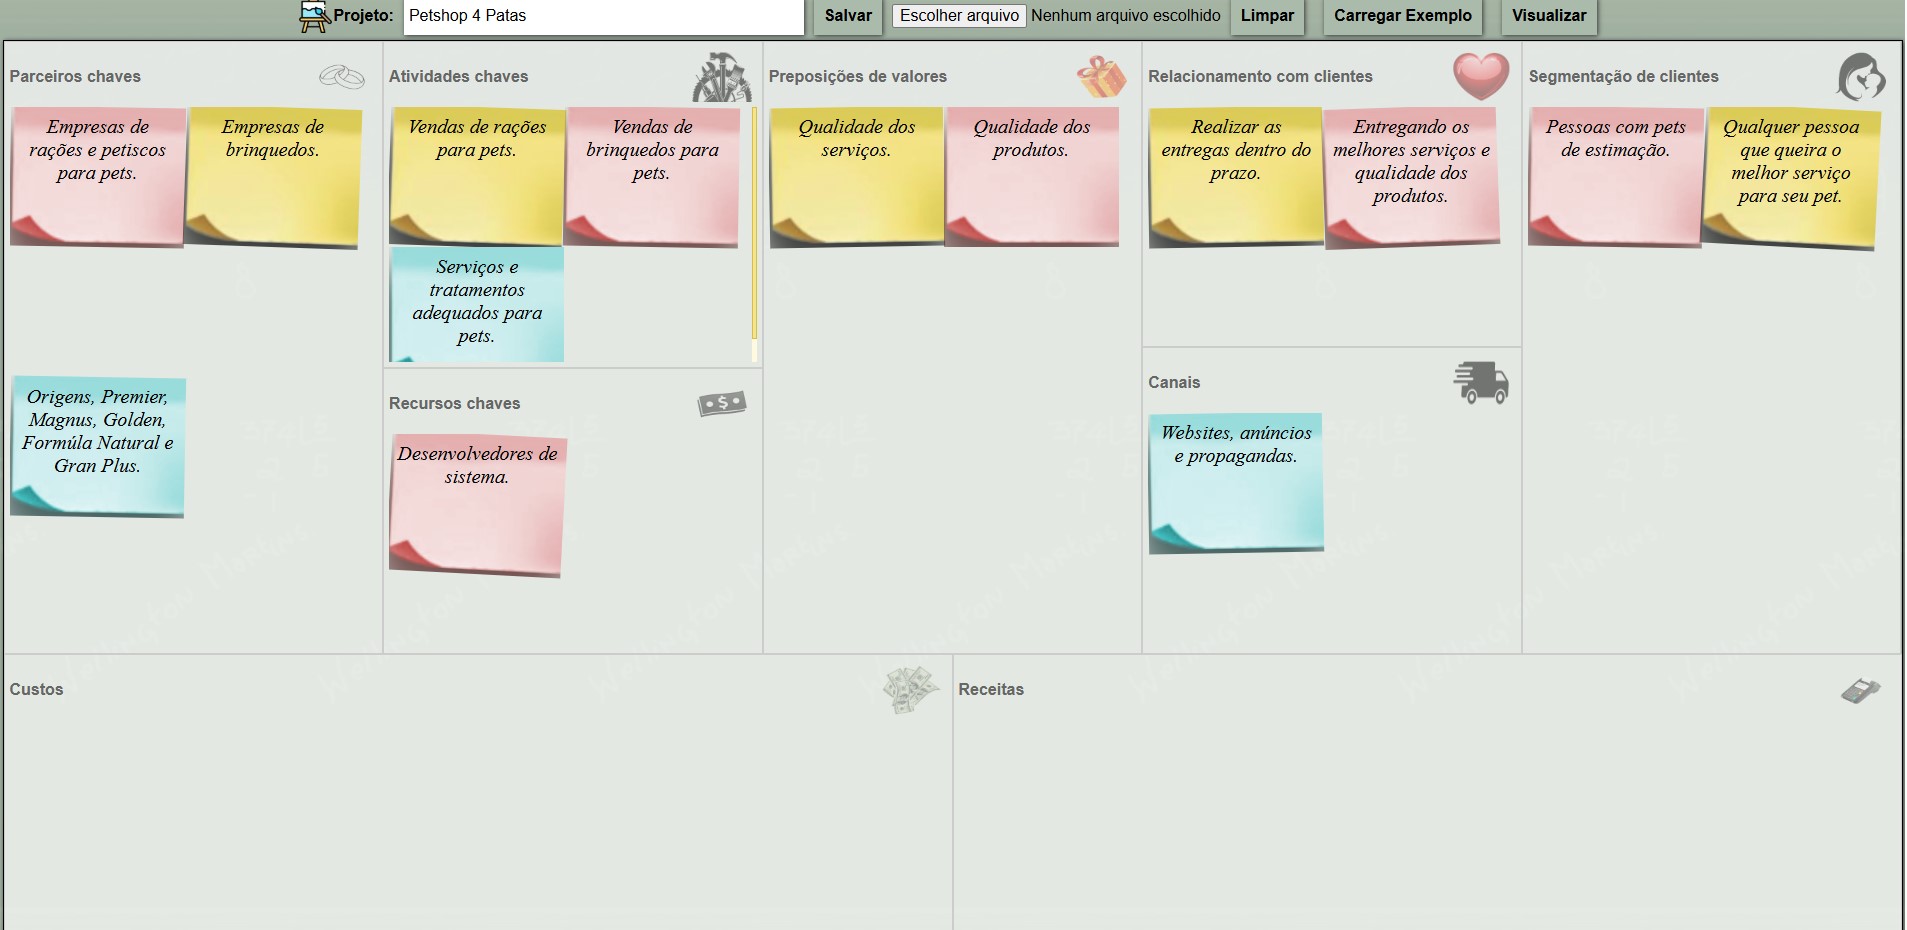 Projeto: Petshop 4 Patas Salvar Escolher arquivo Nenhum arquivo escolhido Limpar Carregar Exemplo Visualizar
Parceiros chaves
Empresas de
rações e petiscos
para pets.
Empresas de
brinquedos.
Origens, Premier,
Magnus, Golden,
Formúla Natural e
Gran Plus.
Atividades chaves
Vendas de rações
para pets.
Vendas de
brinquedos para
pets.
Serviços e
tratamentos
adequados para
pets.
Recursos chaves
Desenvolvedores de
sistema.
Preposições de valores
Qualidade dos
serviços.
Qualidade dos
produtos.
Relacionamento com clientes
Realizar as
entregas dentro do
prazo.
Entregando os
melhores serviços e
qualidade dos
produtos.
Canais
Websites, anúncios
e propagandas.
Segmentação de clientes
Pessoas com pets
de estimação.
Qualquer pessoa
que queira o
melhor serviço
para seu pet.
Custos
Receitas